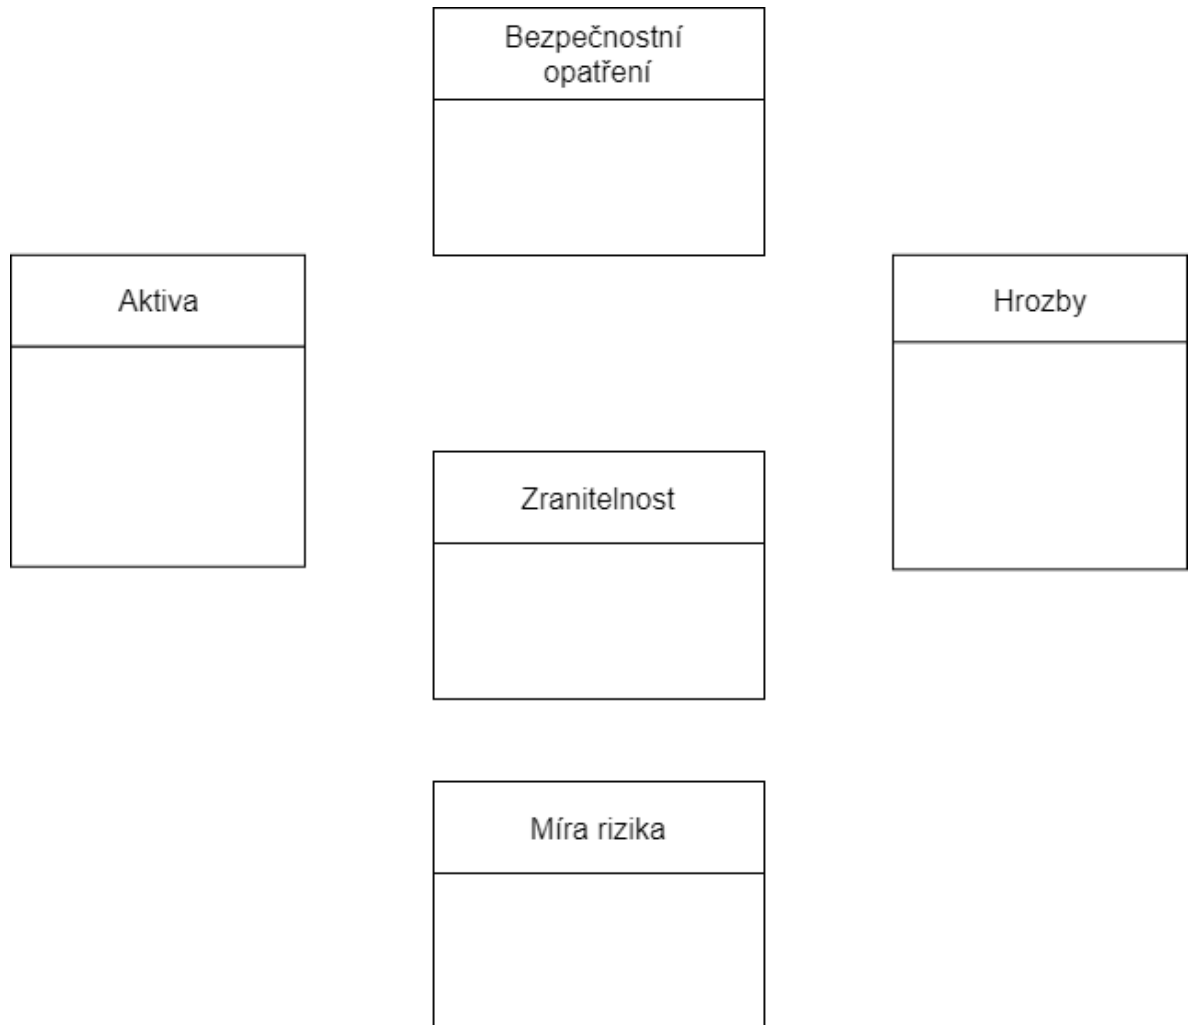 Bezpečnostní
opatření
Aktiva
Hrozby
Zranitelnost
Míra rizika